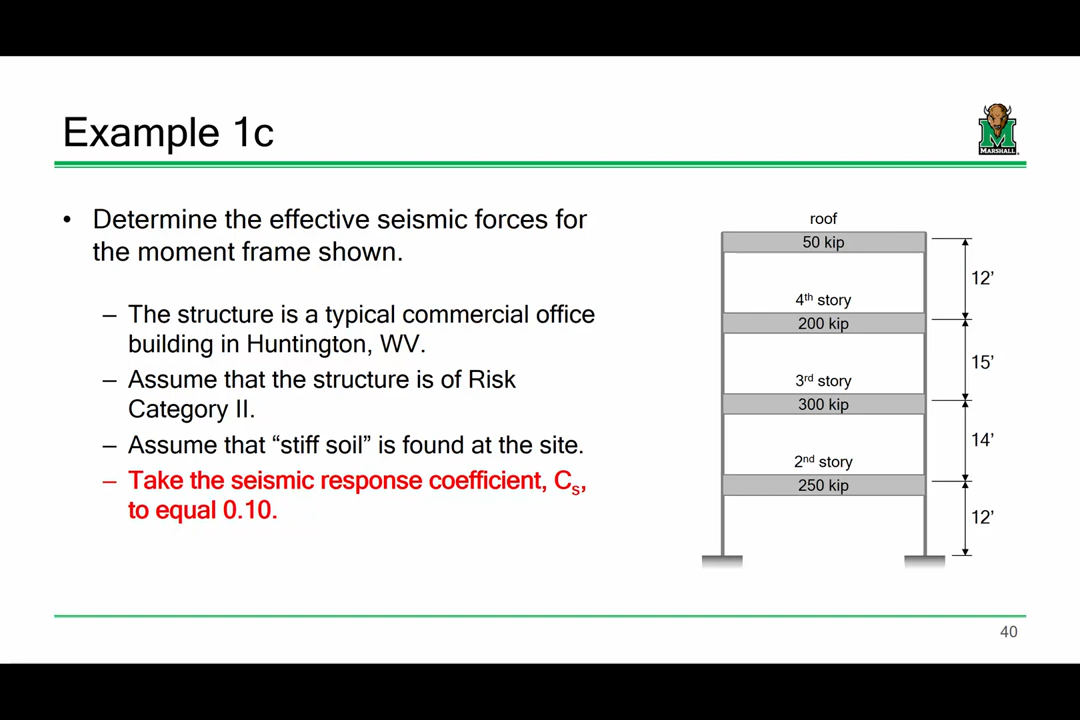 Example 1c
MARSHALL
• Determine the effective seismic forces for
the moment frame shown.
– The structure is a typical commercial office
building in Huntington, WV.
– Assume that the structure is of Risk
Category II.
– Assume that “stiff soil” is found at the site.
– Take the seismic response coefficient, Cs,
to equal 0.10.
roof
50 kip
12’
4th story
200 kip
15’
3rd story
300 kip
14’
2nd story
250 kip
12’
40